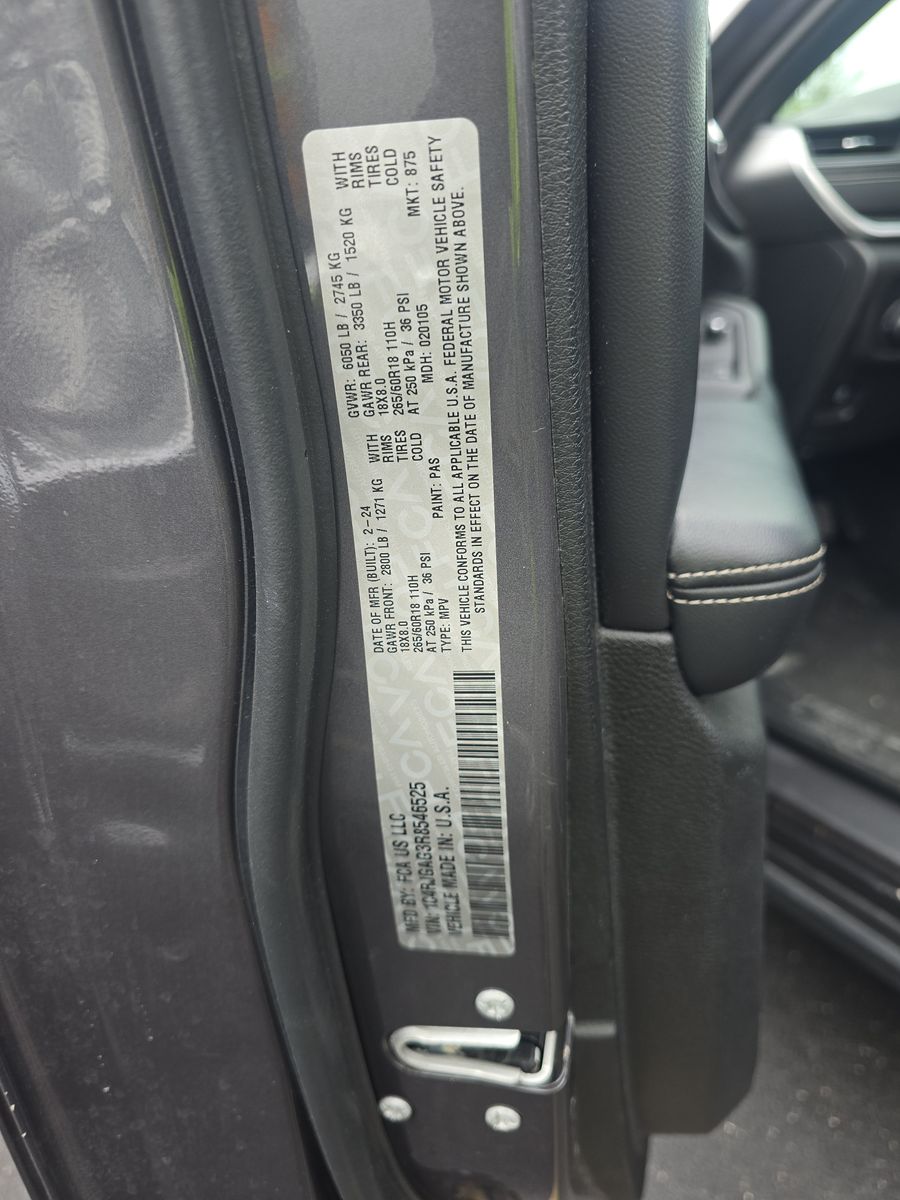 MFD BY: FCA US LLC
VIN: 1C4RJGAG3R8546525
VEHICLE MADE IN: U.S.A.
DATE OF MFR (BUILT): 2-24
GAWR FRONT: 2800 LB / 1271 KG WITH
18X8.0 RIMS
265/60R18 110H TIRES
AT 250 kPa / 36 PSI COLD
TYPE: MPV
GVWR: 6050 LB / 2745 KG
GAWR REAR: 3350 LB / 1520 KG WITH
18X8.0 RIMS
265/60R18 110H TIRES
AT 250 kPa / 36 PSI COLD
PAINT: PAS MDH: 020105 MKT: 875
THIS VEHICLE CONFORMS TO ALL APPLICABLE U.S.A. FEDERAL MOTOR VEHICLE SAFETY
STANDARDS IN EFFECT ON THE DATE OF MANUFACTURE SHOWN ABOVE.